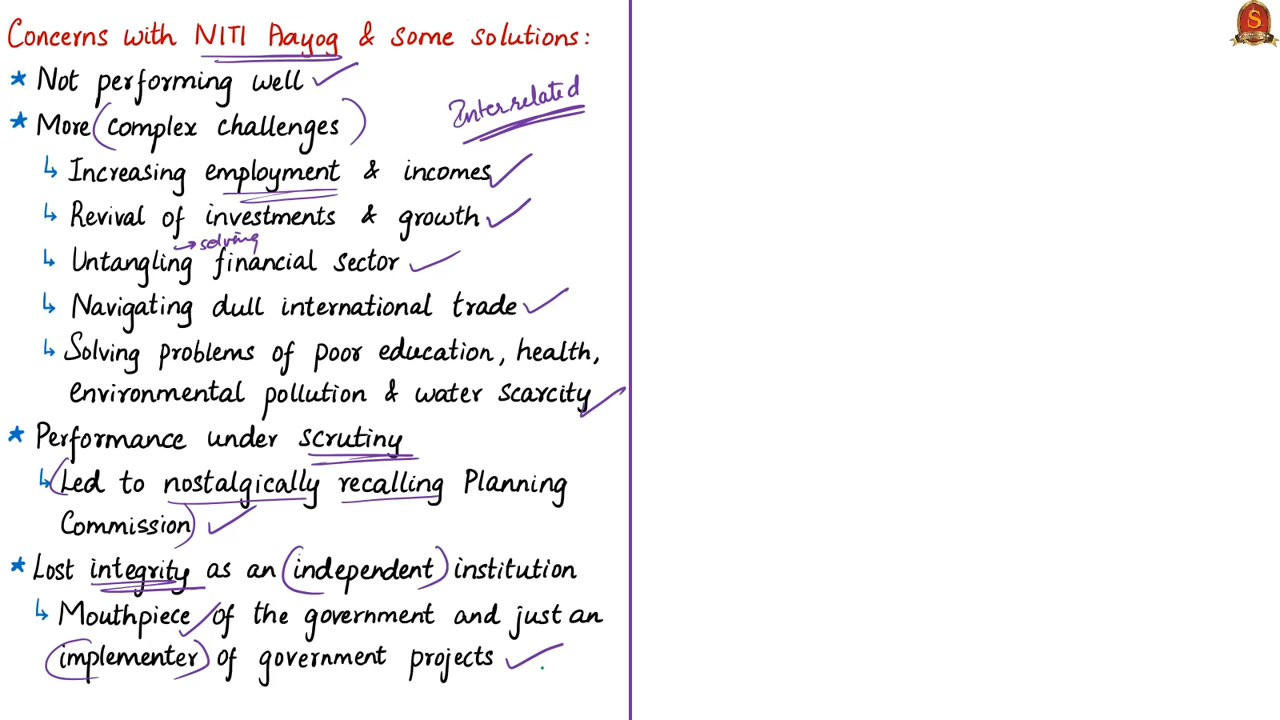 Concerns with NITI Aayog & some solutions:
* Not performing well
Interrelated
* More (complex challenges)
↳ Increasing employment & incomes
↳ Revival of investments & growth
→ solving
↳ Untangling financial sector
↳ Navigating dull international trade
↳ Solving problems of poor education, health,
environmental pollution & water scarcity
* Performance under scrutiny
↳ (Led to nostalgically recalling Planning
Commission)
* Lost integrity as an (independent) institution
↳ Mouthpiece of the government and just an
(implementer) of government projects
S